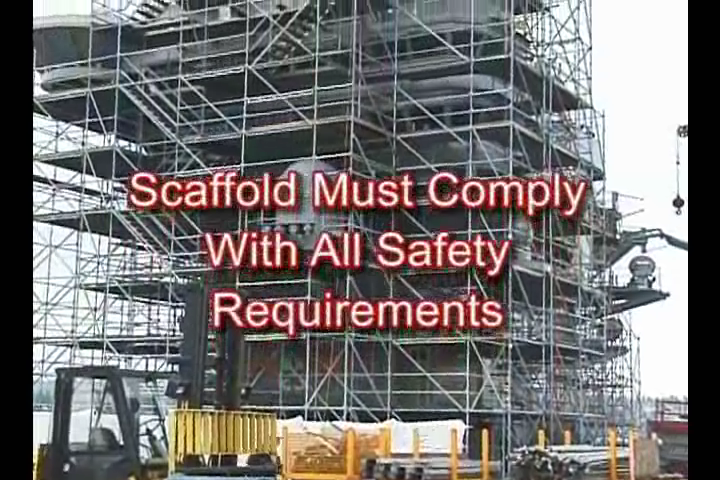 Scaffold Must Comply
With All Safety
Requirements